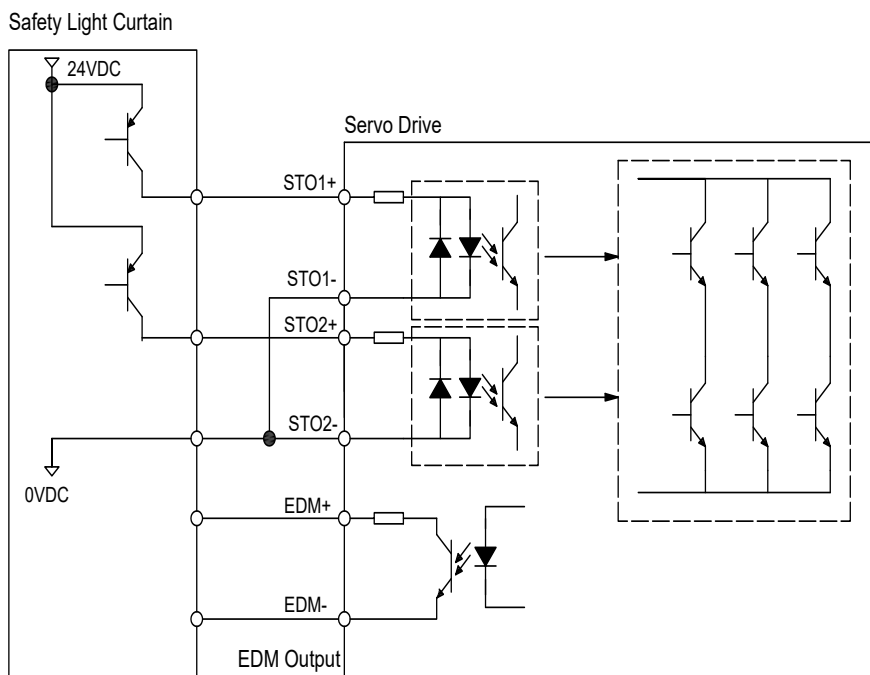 Safety Light Curtain
24VDC
Servo Drive
STO1+
STO1-
STO2+
STO2-
0VDC
EDM+
EDM-
EDM Output